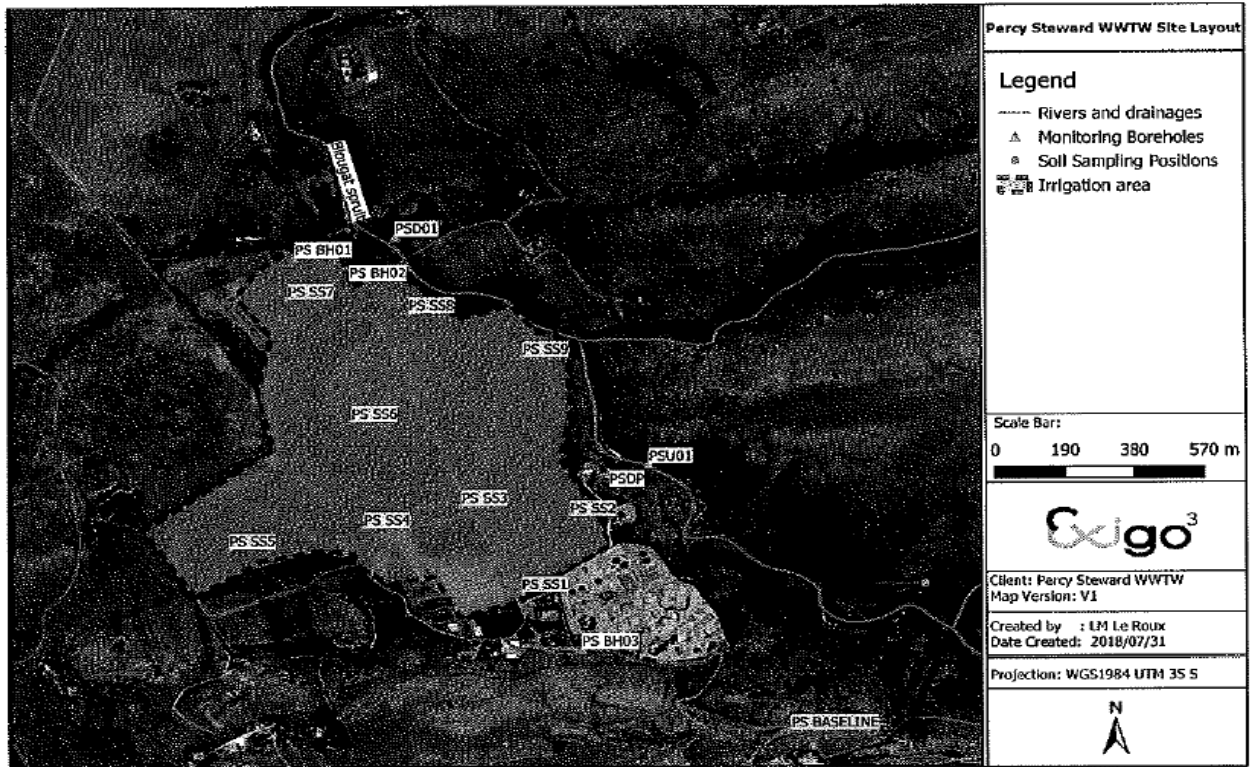 Percy Steward WWTW Site Layout
Legend
Rivers and drainages
Monitoring Boreholes
Soil Sampling Positions
Irrigation area
Blougat Spruit
PSD01
PS BH01
PS BH02
PS SS7
PS SS8
PS SS9
PS SS6
PSU01
PSDP
PS SS3
PS SS2
PS SS4
PS SS5
PS SS1
PS BH03
PS BASELINE
Scale Bar:
0 190 380 570 m
Exigo3
Client: Percy Steward WWTW
Map Version: V1
Created by : LM Le Roux
Date Created: 2018/07/31
Projection: WGS1984 UTM 35 S
N